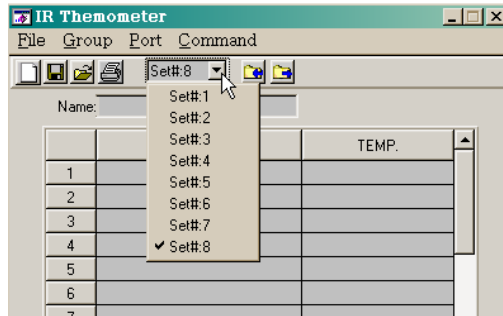 IR Themometer
File Group Port Command
Set#:8
Name:
Set#:1
Set#:2
Set#:3
Set#:4
Set#:5
Set#:6
Set#:7
✔ Set#:8
TEMP.
1
2
3
4
5
6